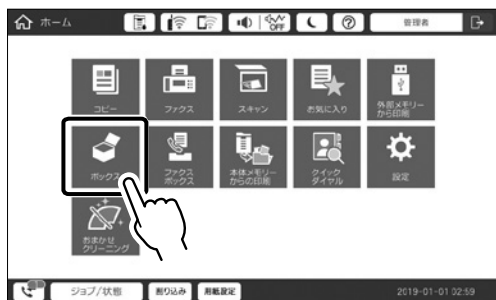 ホーム
OFF
?
管理者
コピー
ファクス
スキャン
お気に入り
外部メモリー
から印刷
ボックス
ファクス
ボックス
本体メモリー
からの印刷
クイック
ダイヤル
設定
おまかせ
クリーニング
ジョブ/状態
割り込み
用紙設定
2019-01-01 02:59